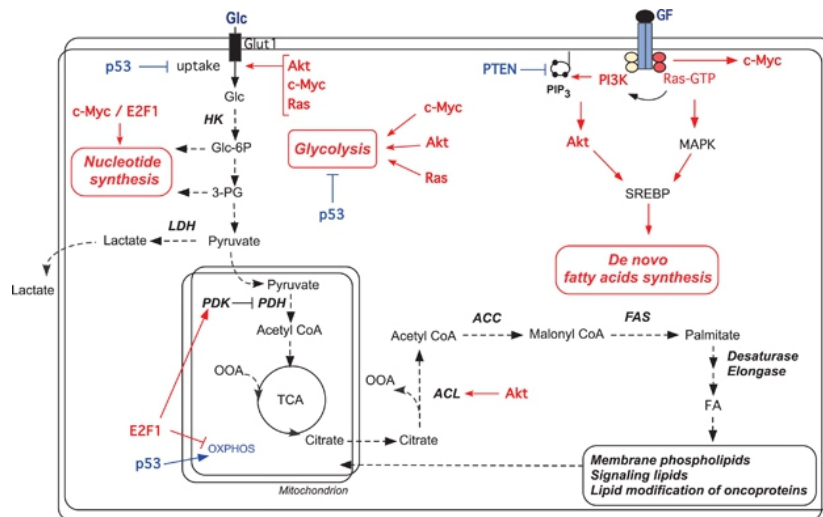 Glc
GF
Glut1
p53
uptake
Akt
c-Myc
Ras
Glc
PTEN
PIP3
PI3K
Ras-GTP
c-Myc
c-Myc / E2F1
HK
Nucleotide
synthesis
Glc-6P
3-PG
Glycolysis
c-Myc
Akt
Ras
p53
Akt
MAPK
SREBP
De novo
fatty acids synthesis
LDH
Lactate
Pyruvate
Lactate
Pyruvate
PDK
PDH
Acetyl CoA
OOA
TCA
Citrate
E2F1
OXPHOS
p53
Mitochondrion
Citrate
OOA
ACL
Akt
Acetyl CoA
ACC
Malonyl CoA
FAS
Palmitate
Desaturase
Elongase
FA
Membrane phospholipids
Signaling lipids
Lipid modification of oncoproteins